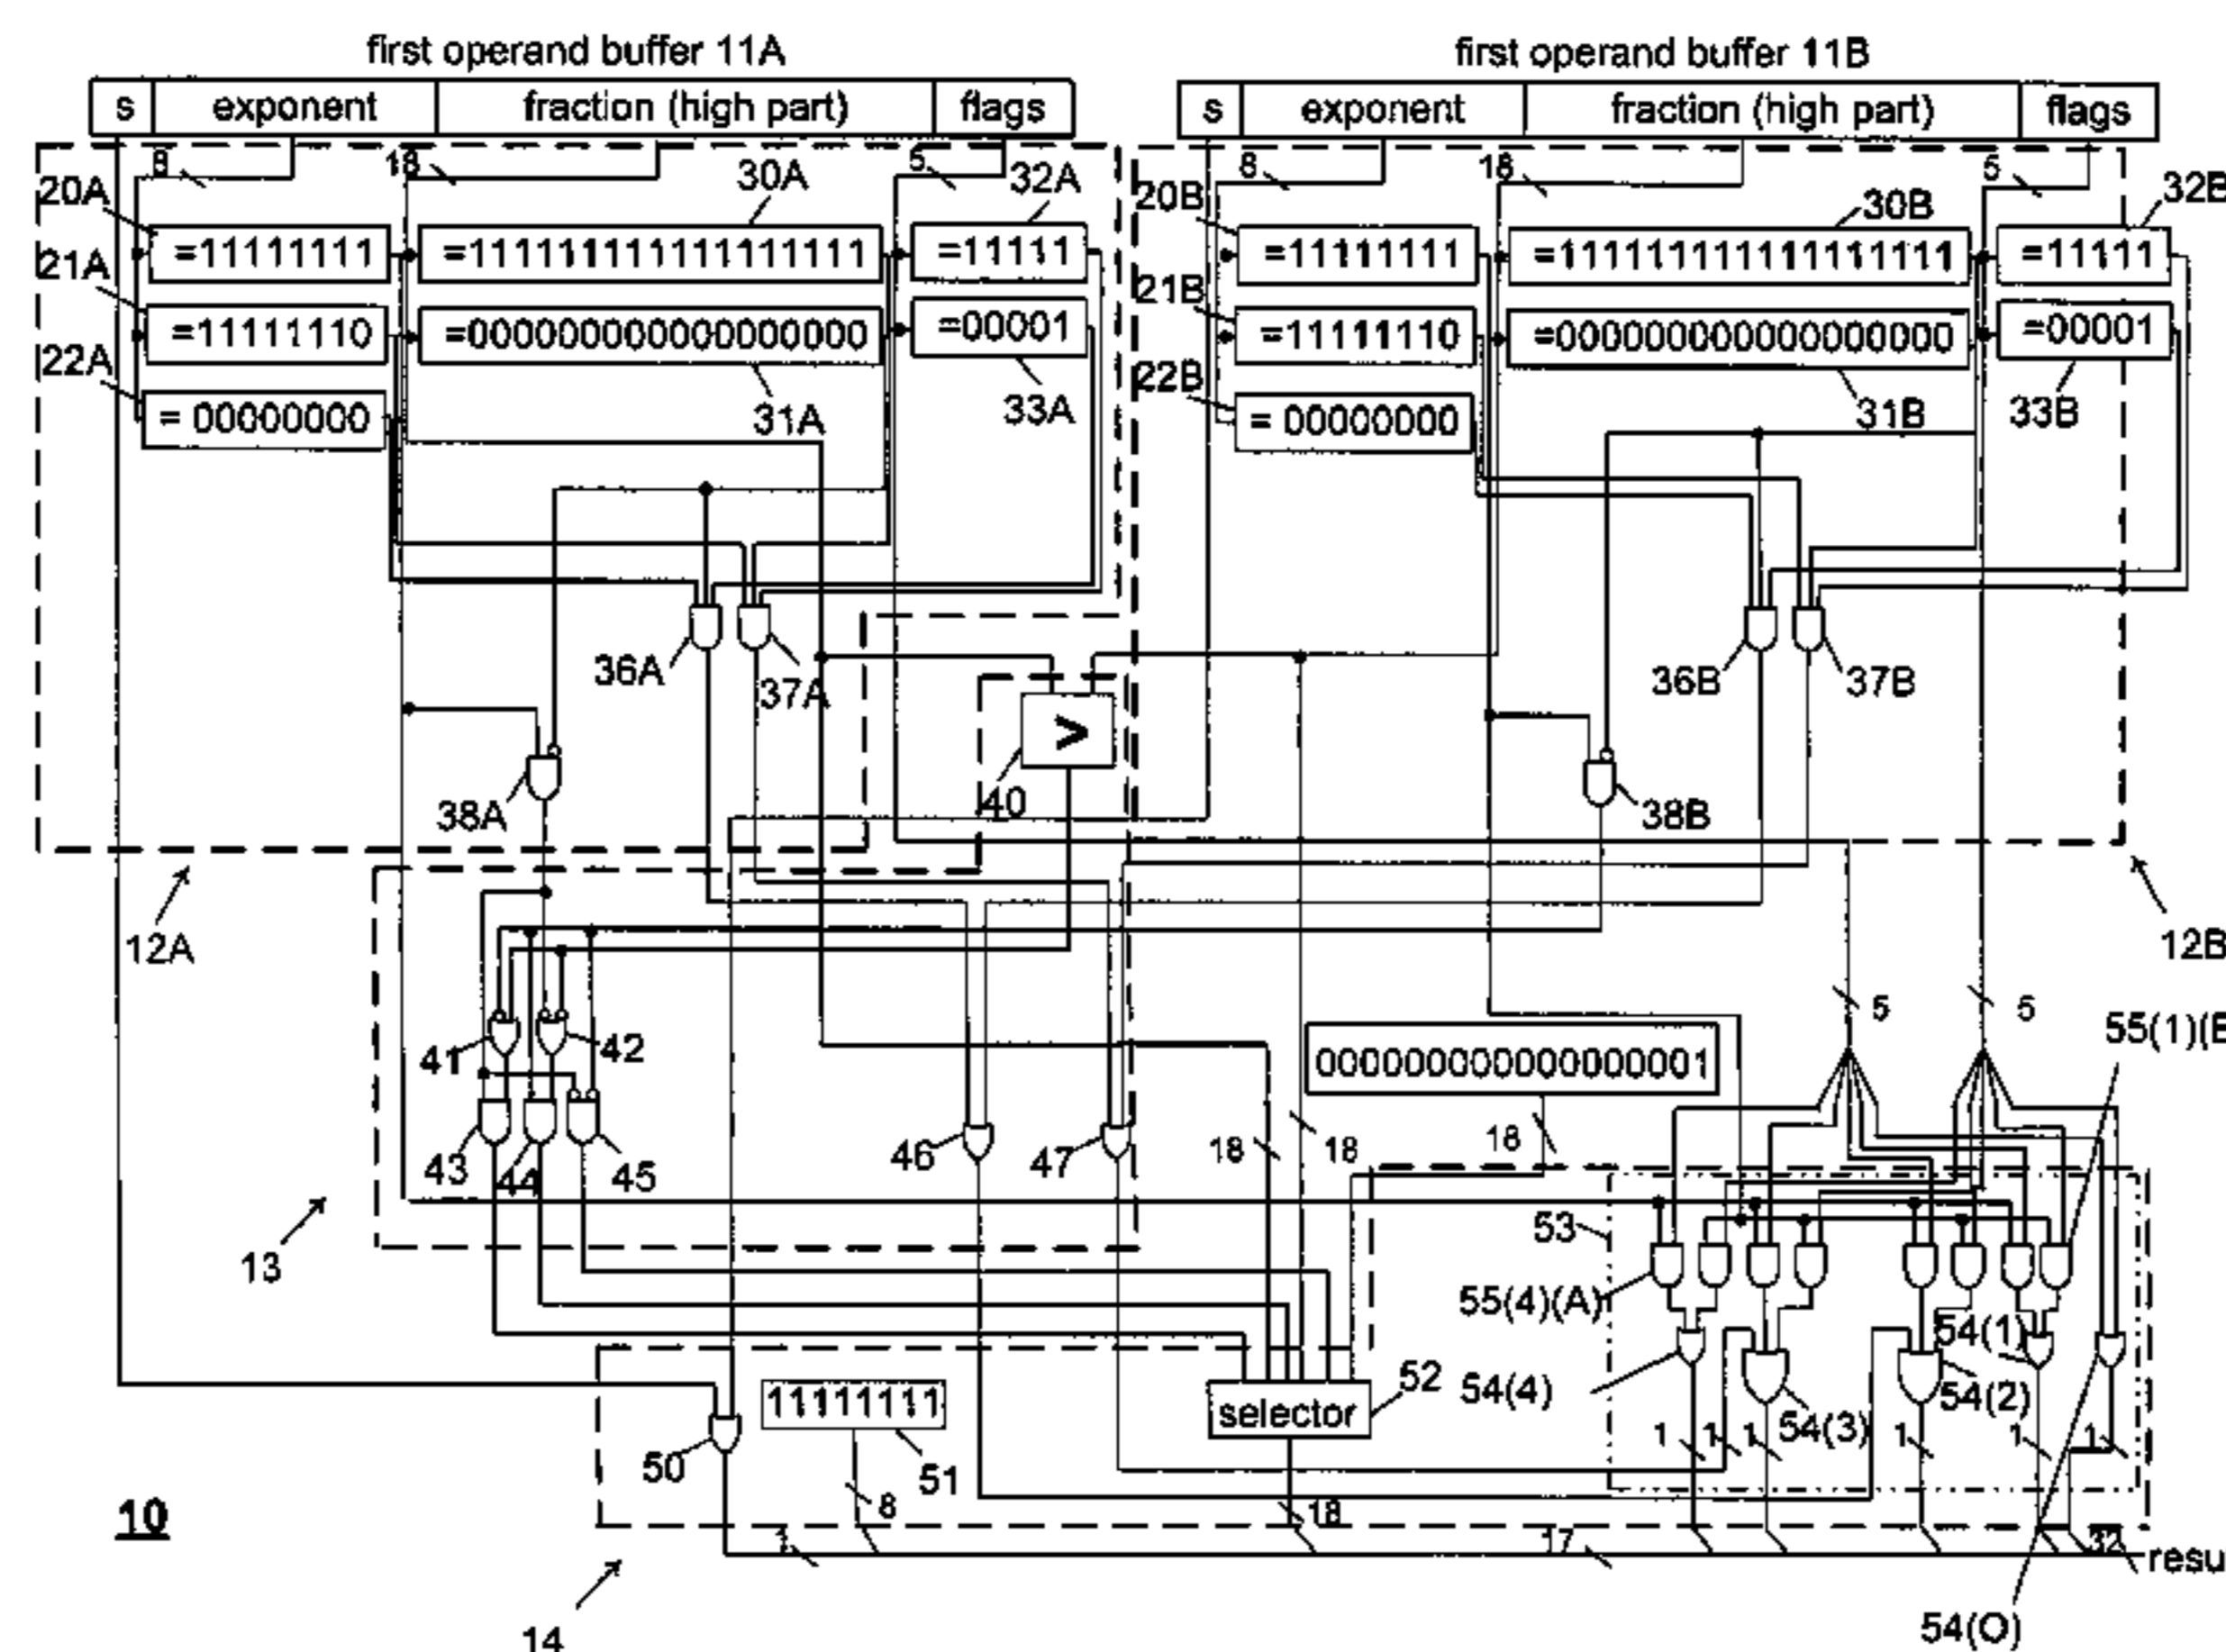 first operand buffer 11A
first operand buffer 11B
s exponent fraction (high part) flags
s exponent fraction (high part) flags
8 18 5
8 18 5
20A 30A 32A
20B 30B 32B
=11111111 =111111111111111111 =11111
=11111111 =111111111111111111 =11111
21A
21B
=11111110 =000000000000000000 =00001
=11111110 =000000000000000000 =00001
22A
22B
= 00000000 31A 33A
= 00000000 31B 33B
36A 37A
36B 37B
>
38A 40
38B
12A
12B
5 5
41 42
000000000000000001
55(1)(B
43 44 45 46 47
18 18 18
13
53
55(4)(A)
54(1)
11111111
selector
52
54(4)
54(3)
54(2)
50 51
1 1 1 1 1 1
10
8
18
1
17
32
resu
14
54(O)